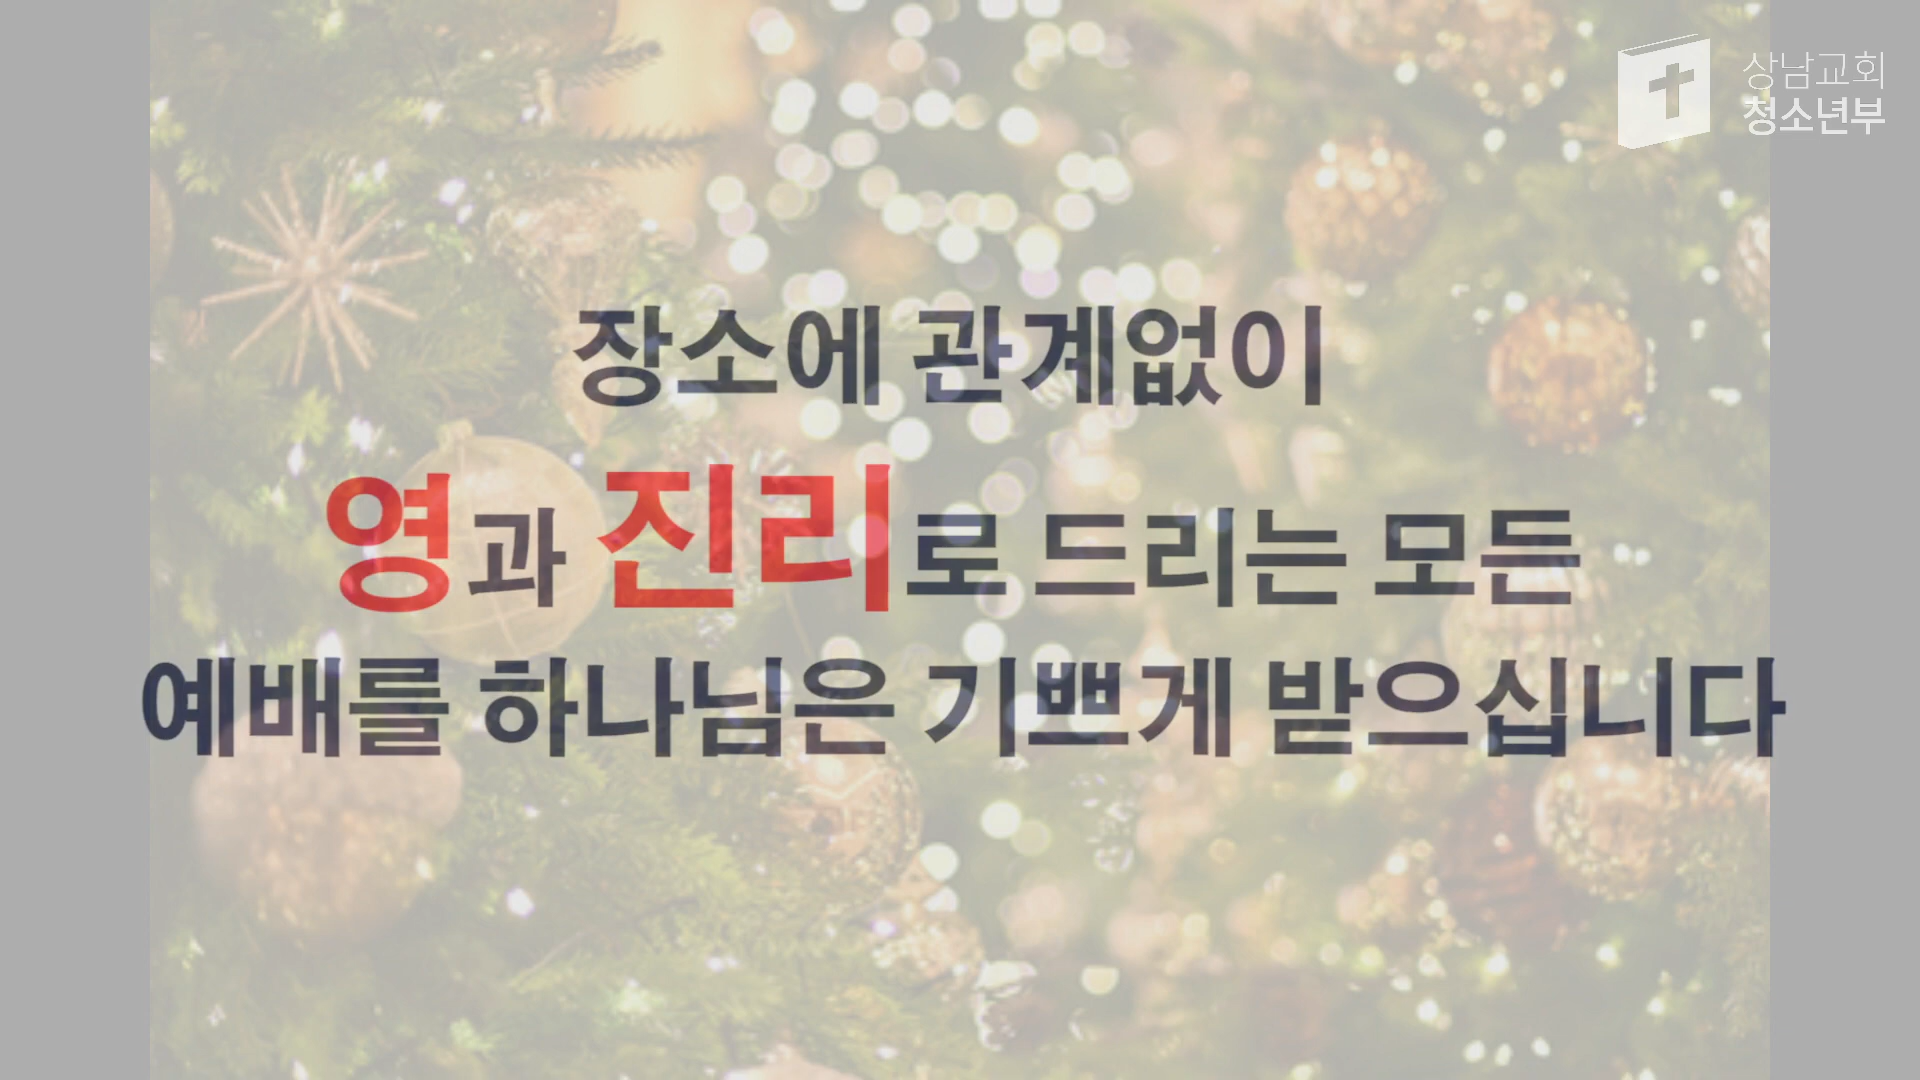 상남교회
청소년부
장소에 관계없이
영과 진리로 드리는 모든
예배를 하나님은 기쁘게 받으십니다